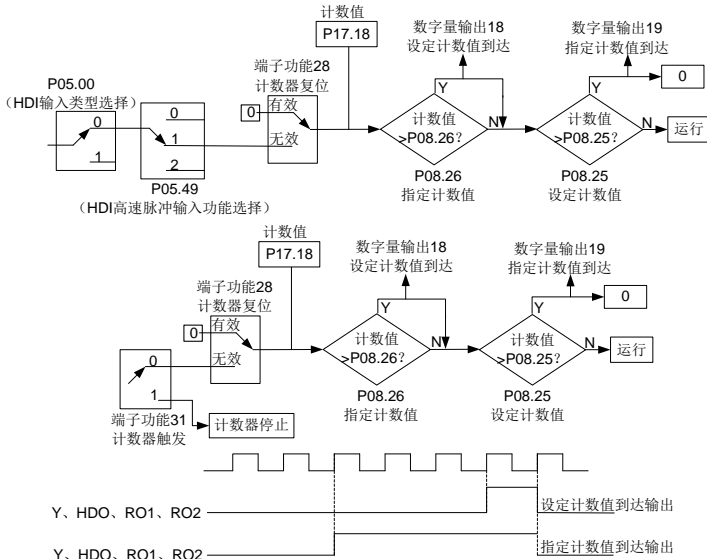 计数值
P17.18
数字量输出18
设定计数值到达
数字量输出19
指定计数值到达
端子功能28
计数器复位
P05.00
（HDI输入类型选择）
0
1
0
1
2
P05.49
（HDI高速脉冲输入功能选择）
0
有效
无效
计数值
>P08.26？
Y
N
P08.26
指定计数值
计数值
>P08.25？
Y
N
0
运行
P08.25
设定计数值
计数值
P17.18
数字量输出18
设定计数值到达
数字量输出19
指定计数值到达
端子功能28
计数器复位
0
有效
无效
0
1
端子功能31
计数器触发
计数器停止
计数值
>P08.26？
Y
N
P08.26
指定计数值
计数值
>P08.25？
Y
N
0
运行
P08.25
设定计数值
Y、HDO、RO1、RO2
设定计数值到达输出
Y、HDO、RO1、RO2
指定计数值到达输出